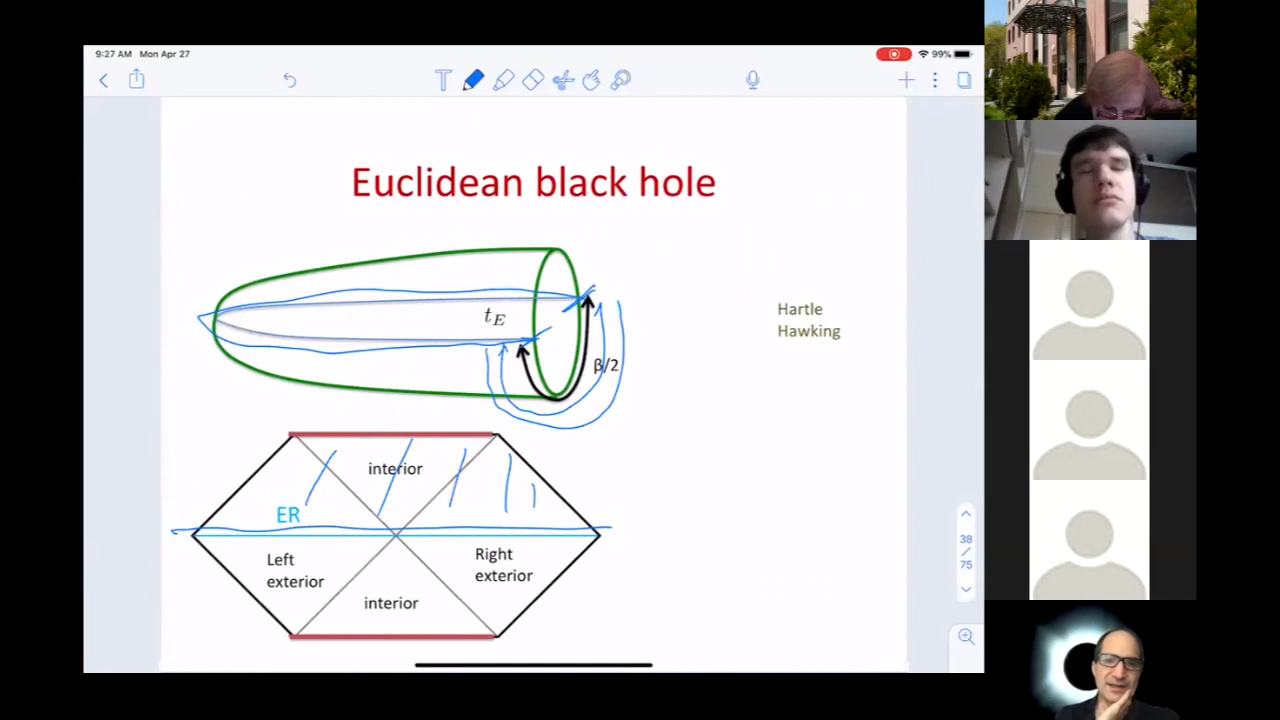 9:27 AM Mon Apr 27
99%
T
Euclidean black hole
t_E
Hartle
Hawking
β/2
interior
ER
Left
exterior
Right
exterior
interior
38
/
75